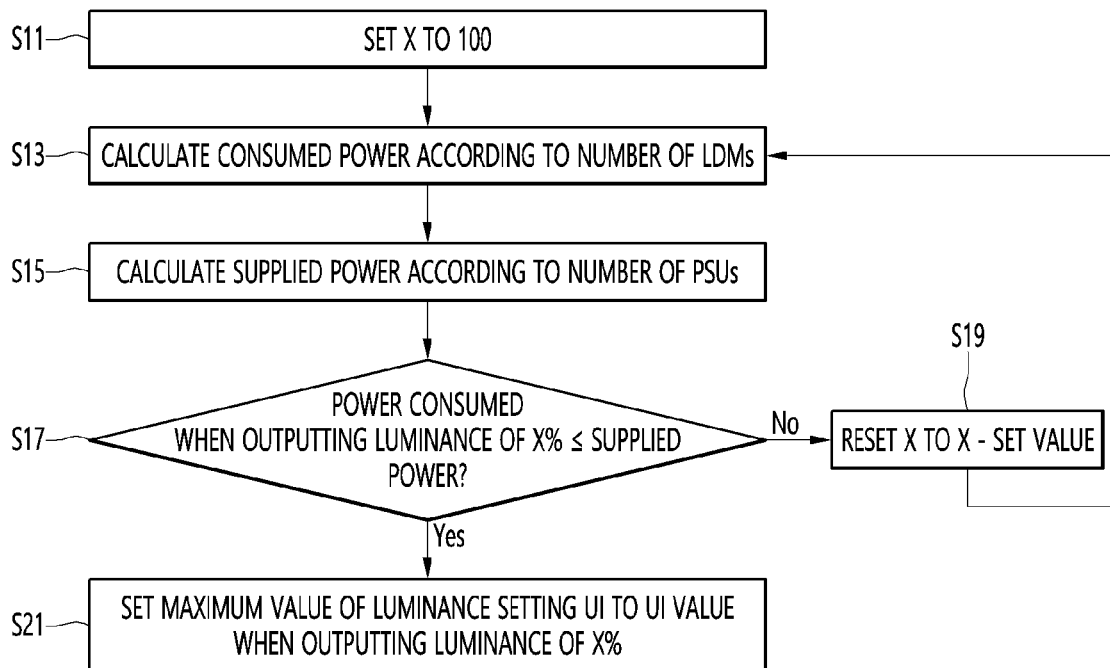 S11
SET X TO 100
S13
CALCULATE CONSUMED POWER ACCORDING TO NUMBER OF LDMs
S15
CALCULATE SUPPLIED POWER ACCORDING TO NUMBER OF PSUs
S17
POWER CONSUMED
WHEN OUTPUTTING LUMINANCE OF X% ≤ SUPPLIED
POWER?
No
S19
RESET X TO X - SET VALUE
Yes
S21
SET MAXIMUM VALUE OF LUMINANCE SETTING UI TO UI VALUE
WHEN OUTPUTTING LUMINANCE OF X%